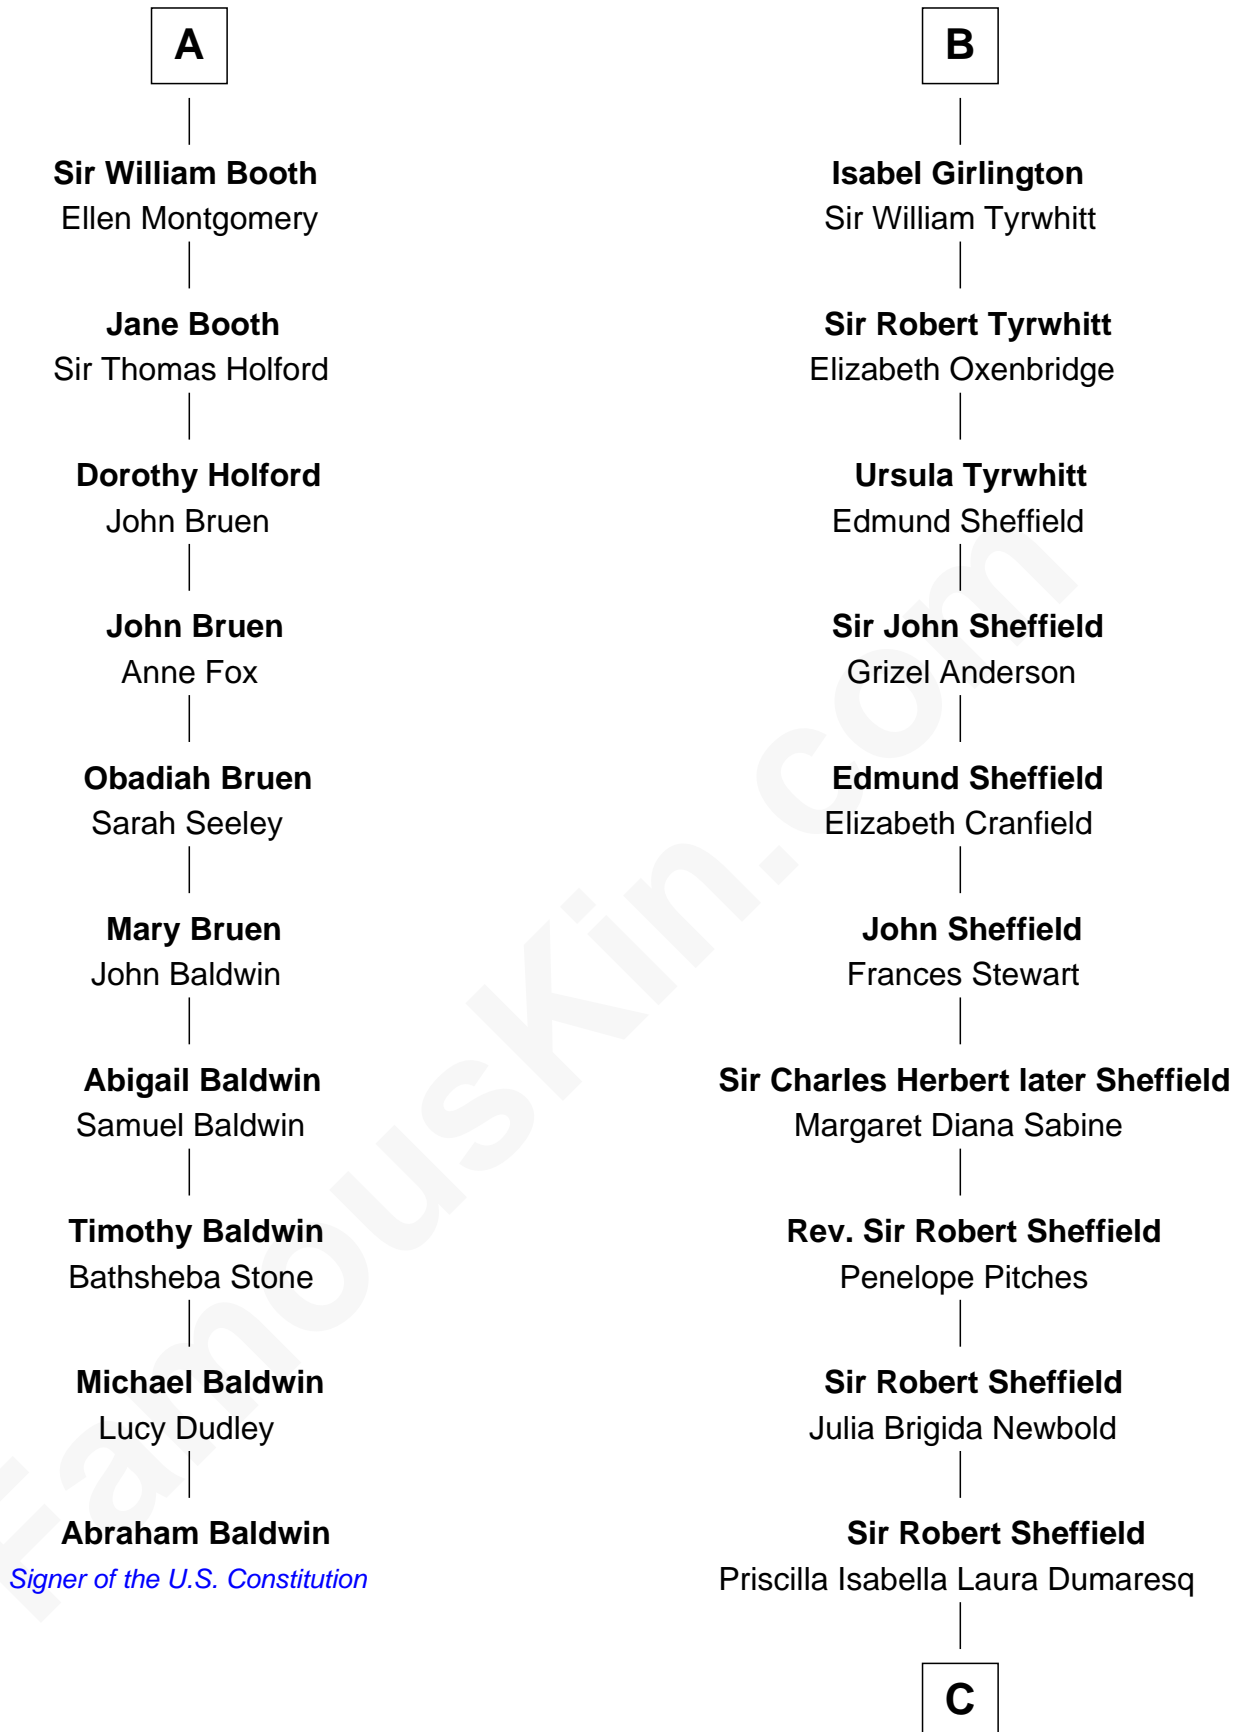 A
Sir William Booth
Ellen Montgomery
Jane Booth
Sir Thomas Holford
Dorothy Holford
John Bruen
John Bruen
Anne Fox
Obadiah Bruen
Sarah Seeley
Mary Bruen
John Baldwin
Abigail Baldwin
Samuel Baldwin
Timothy Baldwin
Bathsheba Stone
Michael Baldwin
Lucy Dudley
Abraham Baldwin
Signer of the U.S. Constitution
B
Isabel Girlington
Sir William Tyrwhitt
Sir Robert Tyrwhitt
Elizabeth Oxenbridge
Ursula Tyrwhitt
Edmund Sheffield
Sir John Sheffield
Grizel Anderson
Edmund Sheffield
Elizabeth Cranfield
John Sheffield
Frances Stewart
Sir Charles Herbert later Sheffield
Margaret Diana Sabine
Rev. Sir Robert Sheffield
Penelope Pitches
Sir Robert Sheffield
Julia Brigida Newbold
Sir Robert Sheffield
Priscilla Isabella Laura Dumaresq
C
FamousKin.com